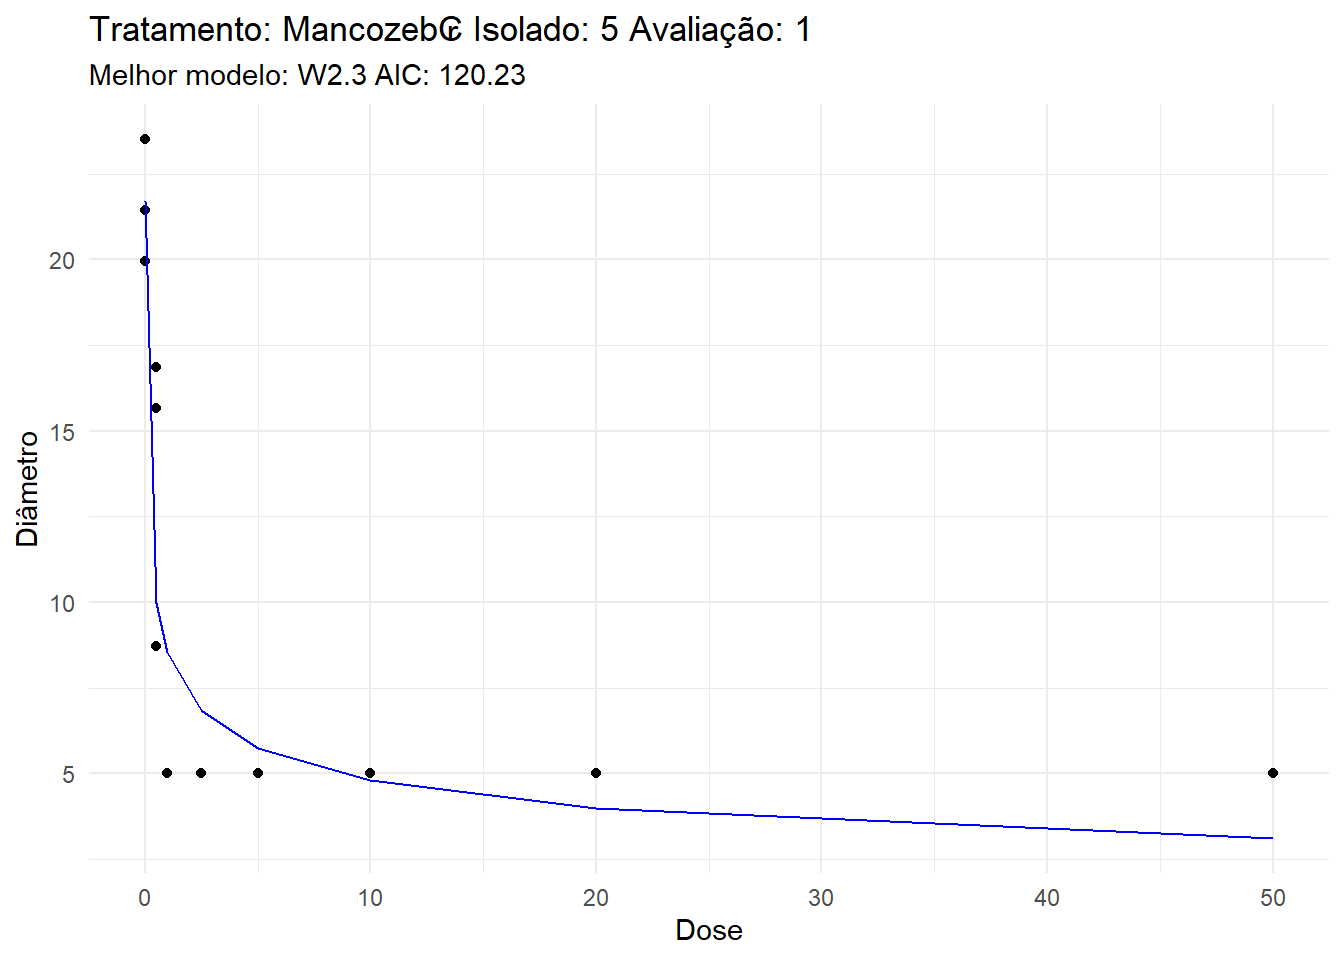 Tratamento: Mancozeb Isolado: 5 Avaliação: 1
Melhor modelo: W2.3 AIC: 120.23
20
15
10
5
Diâmetro
0 10 20 30 40 50
Dose